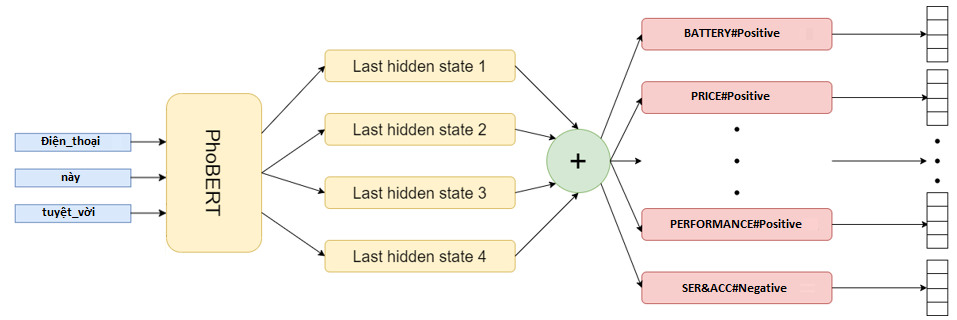 Điện_thoại
này
tuyệt_vời
PhoBERT
Last hidden state 1
Last hidden state 2
Last hidden state 3
Last hidden state 4
+
BATTERY#Positive
PRICE#Positive
PERFORMANCE#Positive
SER&ACC#Negative